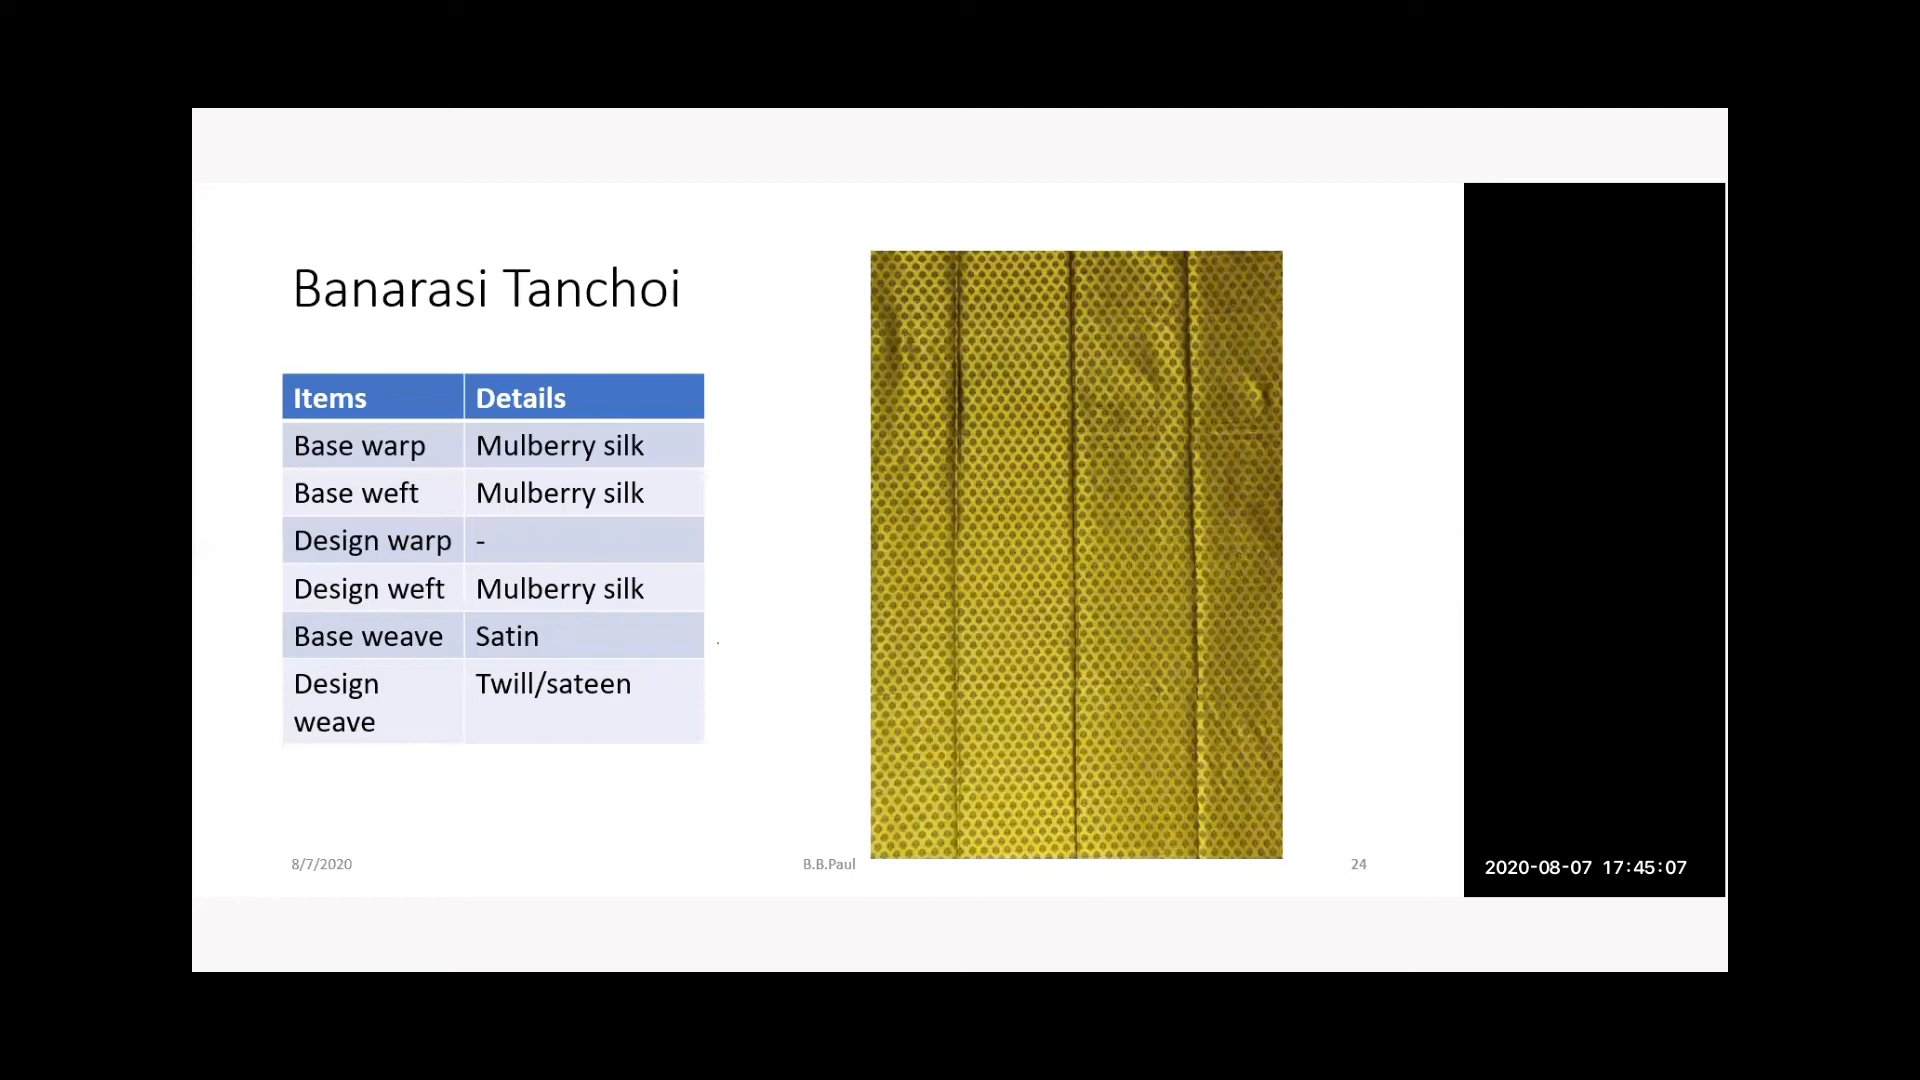 Banarasi Tanchoi
Items Details
Base warp Mulberry silk
Base weft Mulberry silk
Design warp -
Design weft Mulberry silk
Base weave Satin
Design Twill/sateen
weave
8/7/2020 B.B.Paul 24
2020-08-07 17:45:07